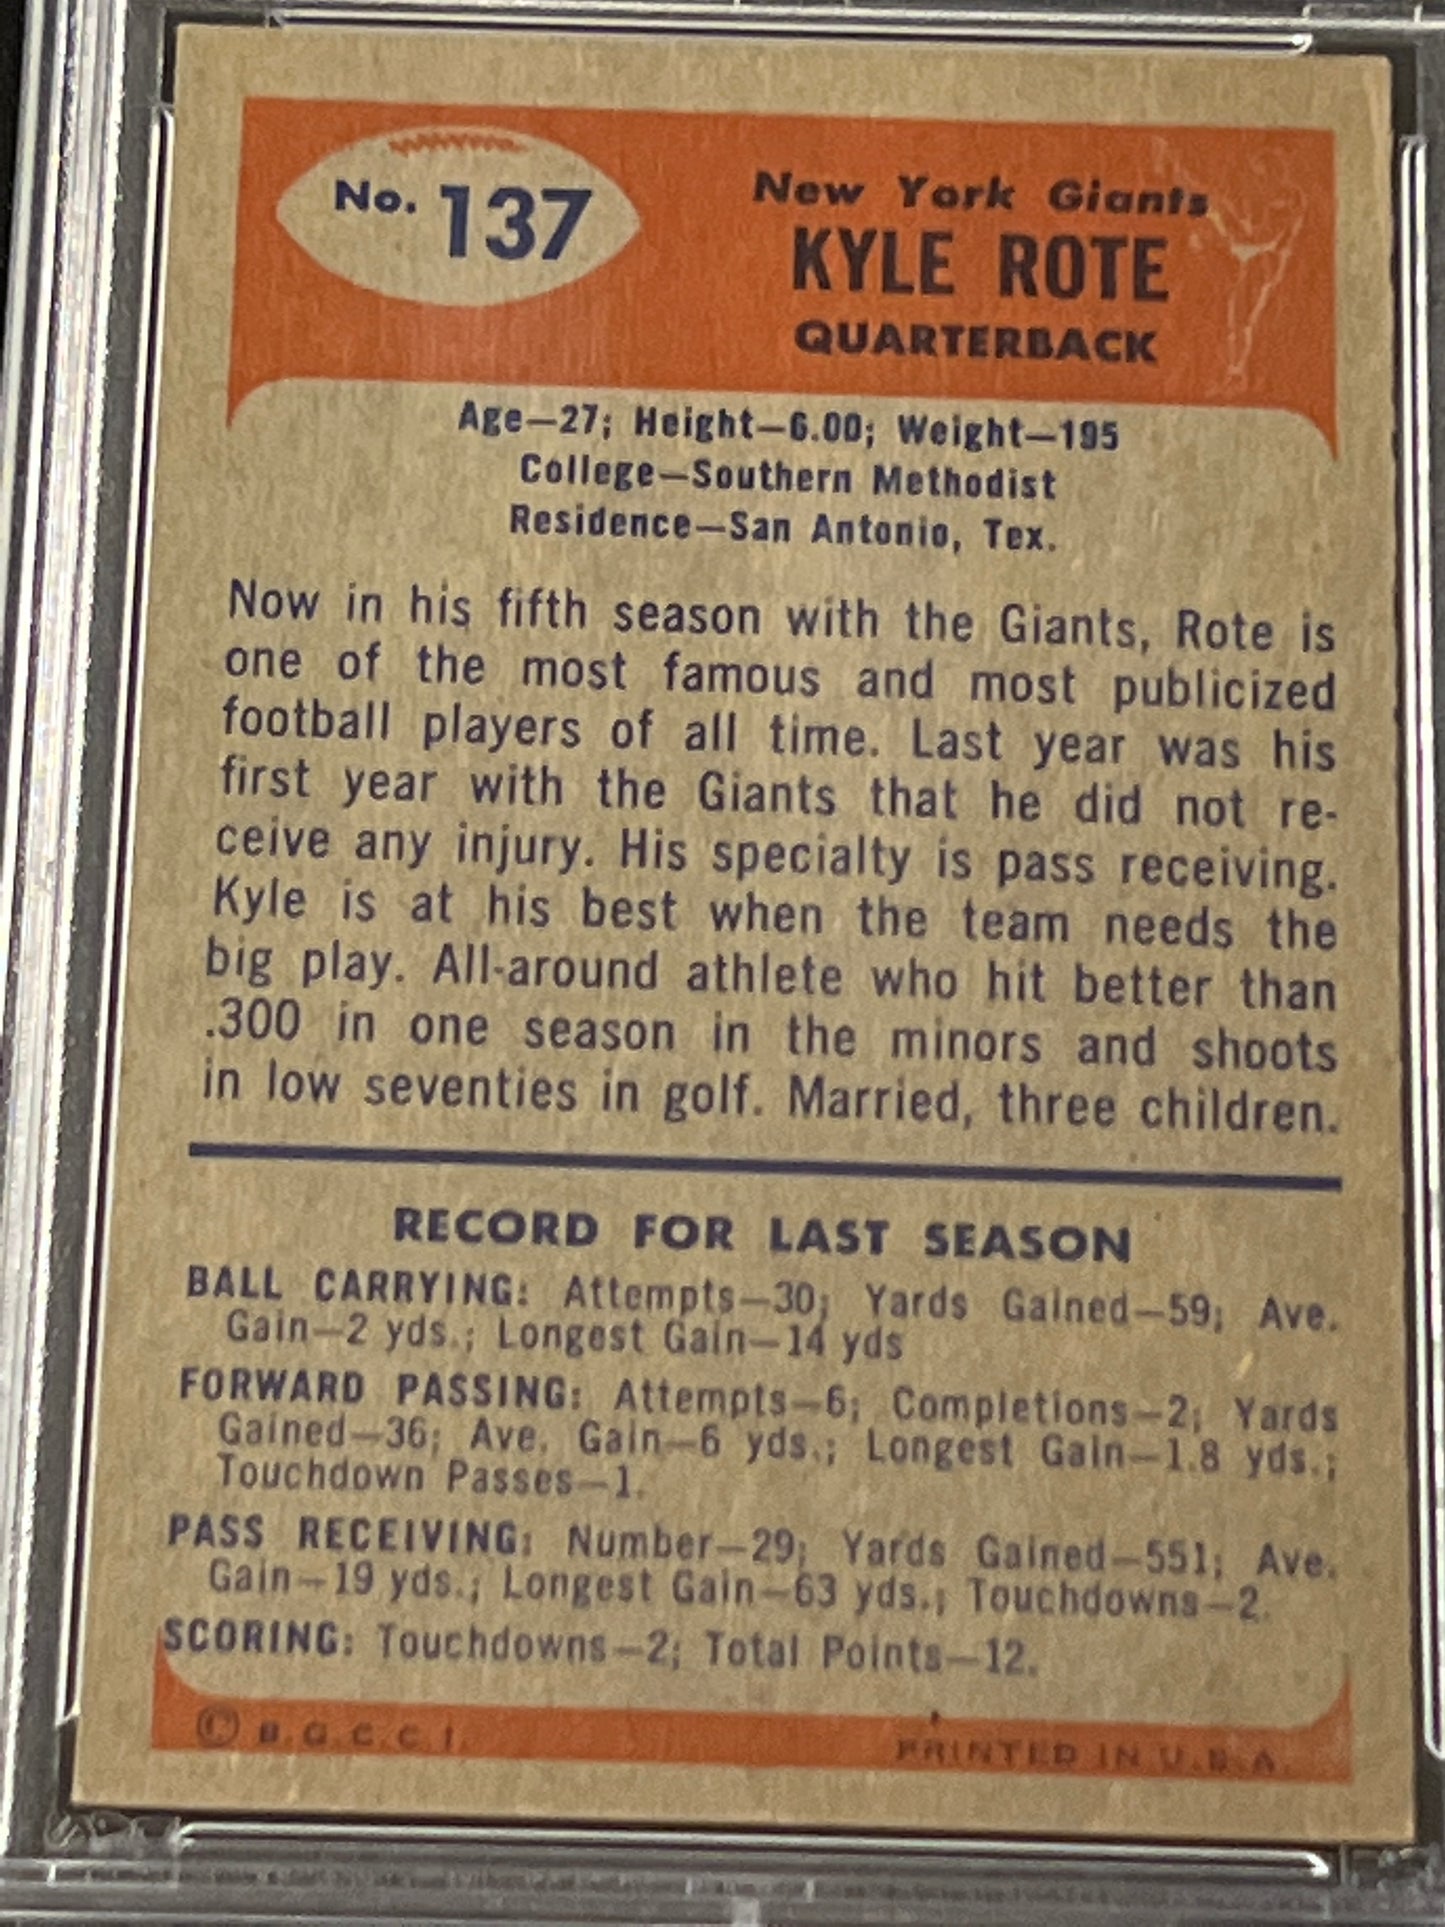 No. 137
New York Giants
KYLE ROTE
QUARTERBACK
Age—27; Height—6.00; Weight—195
College—Southern Methodist
Residence—San Antonio, Tex.
Now in his fifth season with the Giants, Rote is
one of the most famous and most publicized
football players of all time. Last year was his
first year with the Giants that he did not re-
ceive any injury. His specialty is pass receiving.
Kyle is at his best when the team needs the
big play. All-around athlete who hit better than
.300 in one season in the minors and shoots
in low seventies in golf. Married, three children.
RECORD FOR LAST SEASON
BALL CARRYING: Attempts—30; Yards Gained—59; Ave.
Gain—2 yds.; Longest Gain—14 yds
FORWARD PASSING: Attempts—6; Completions—2; Yards
Gained—36; Ave. Gain—6 yds.; Longest Gain—1.8 yds.;
Touchdown Passes—1.
PASS RECEIVING: Number—29; Yards Gained—551; Ave.
Gain—19 yds.; Longest Gain—63 yds.; Touchdowns—2.
SCORING: Touchdowns—2; Total Points—12.
© B.G.C.C.I.
PRINTED IN U.S.A.